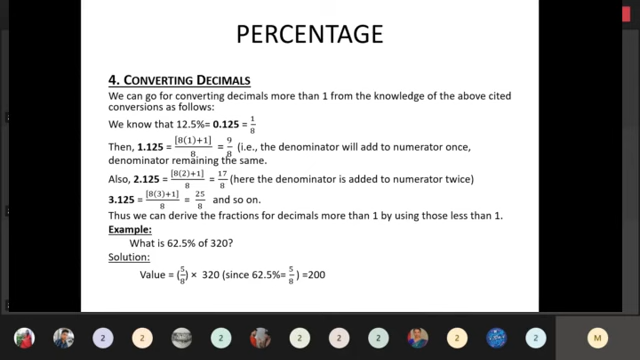 PERCENTAGE
4. CONVERTING DECIMALS
We can go for converting decimals more than 1 from the knowledge of the above cited
conversions as follows:
We know that 12.5%= 0.125 = 1/8
Then, 1.125 = [8(1)+1]/8 = 9/8 (i.e., the denominator will add to numerator once,
denominator remaining the same.
Also, 2.125 = [8(2)+1]/8 = 17/8 (here the denominator is added to numerator twice)
3.125 = [8(3)+1]/8 = 25/8 and so on.
Thus we can derive the fractions for decimals more than 1 by using those less than 1.
Example:
What is 62.5% of 320?
Solution:
Value = (5/8) × 320 (since 62.5%= 5/8 ) =200
2 2 2 2 2 2 2 M